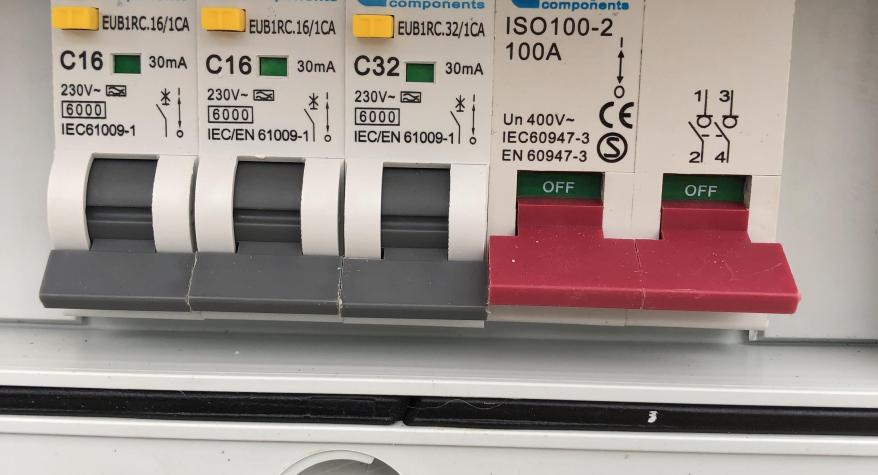 EUB1RC.16/1CA
C16 30mA
230V~
6000
IEC61009-1
EUB1RC.16/1CA
C16 30mA
230V~
6000
IEC/EN 61009-1
components
EUB1RC.32/1CA
C32 30mA
230V~
6000
IEC/EN 61009-1
components
ISO100-2
100A
Un 400V~
IEC60947-3
EN 60947-3
CE
S
1 3
2 4
OFF
OFF
3